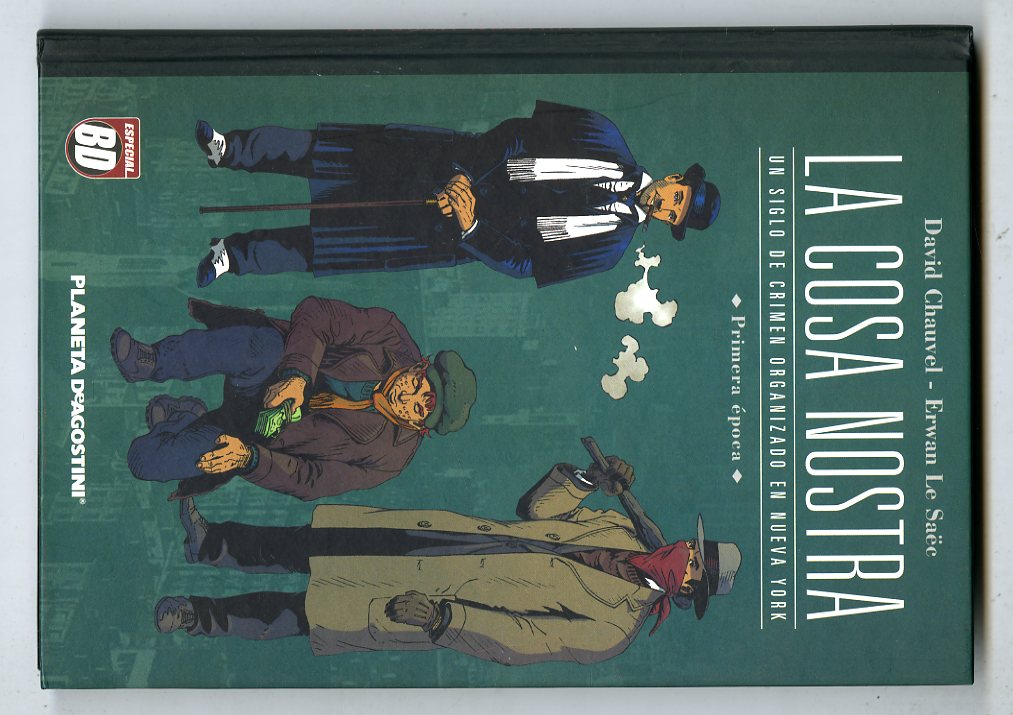 David Chauvel - Erwan Le Saëc
LA COSA NOSTRA
UN SIGLO DE CRIMEN ORGANIZADO EN NUEVA YORK
◆ Primera época ◆
ESPECIAL
BD
PLANETA DeAGOSTINI®